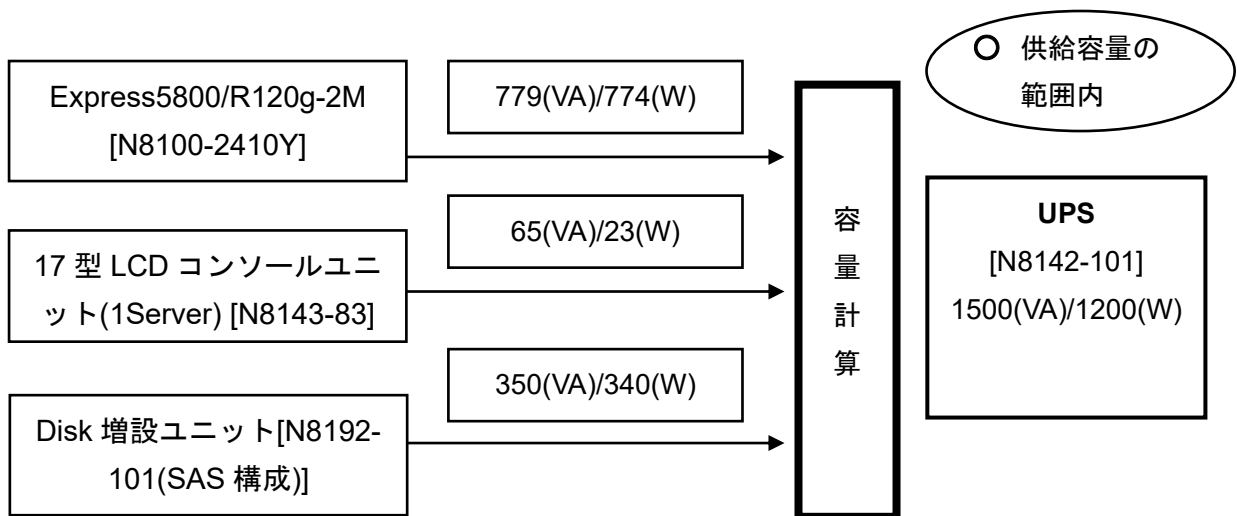 Express5800/R120g-2M
[N8100-2410Y]
779(VA)/774(W)
17 型 LCD コンソールユニ
ット(1Server) [N8143-83]
65(VA)/23(W)
Disk 増設ユニット[N8192-
101(SAS 構成)]
350(VA)/340(W)
容
量
計
算
○ 供給容量の
範囲内
UPS
[N8142-101]
1500(VA)/1200(W)